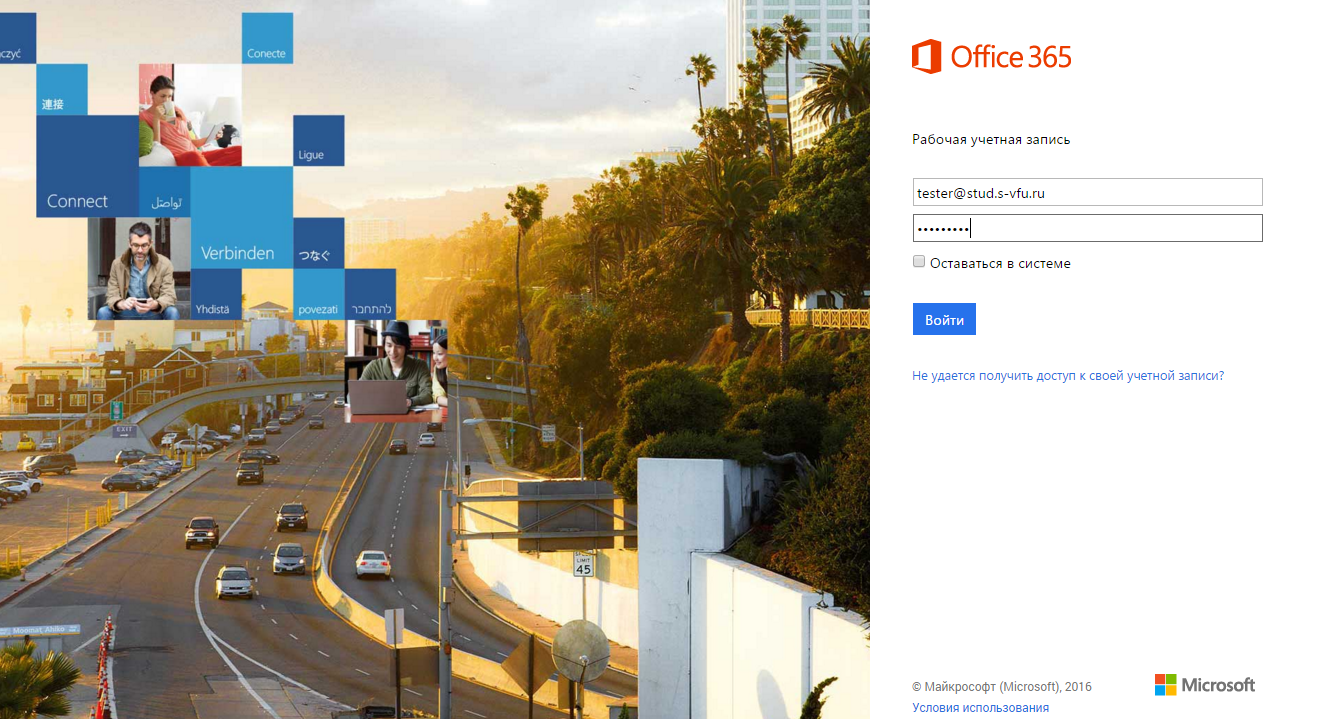 czyć
Conecte
連接
Ligue
Connect
تواصل
Verbinden
つなぐ
Yhdistä
povezati
להתחבר
EXIT
LIMIT
45
Office 365
Рабочая учетная запись
tester@stud.s-vfu.ru
•••••••••
Оставаться в системе
Войти
Не удается получить доступ к своей учетной записи?
© Майкрософт (Microsoft), 2016
Microsoft
Условия использования